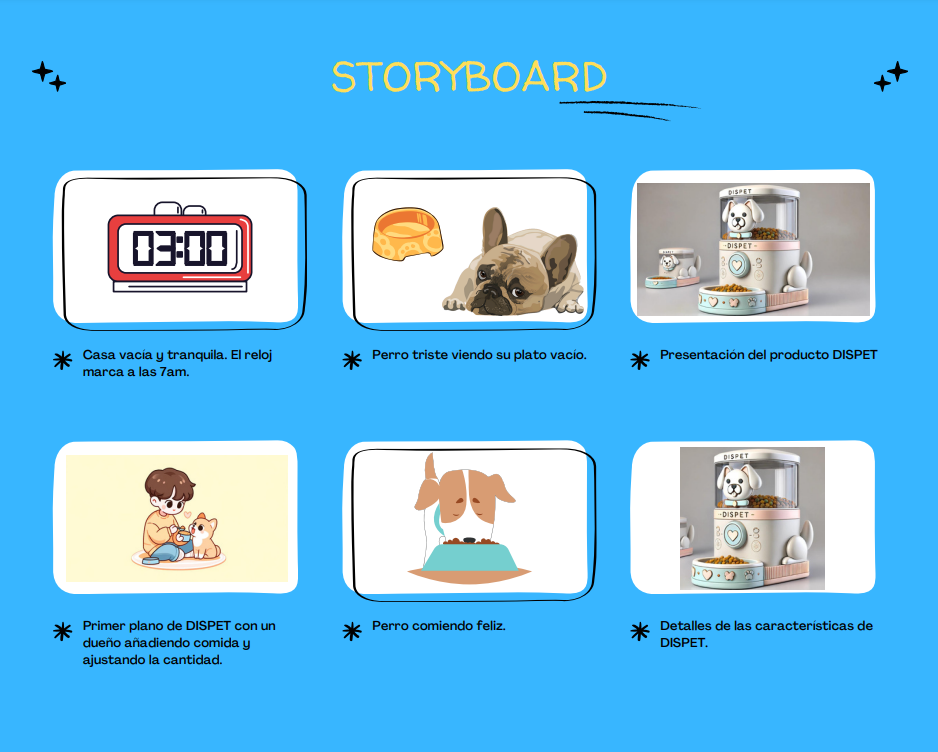 STORYBOARD
03:00
Casa vacía y tranquila. El reloj
marca a las 7am.
Perro triste viendo su plato vacío.
DISPET
-DISPET-
Presentación del producto DISPET
Primer plano de DISPET con un
dueño añadiendo comida y
ajustando la cantidad.
Perro comiendo feliz.
DISPET
-DISPET-
Detalles de las características de
DISPET.